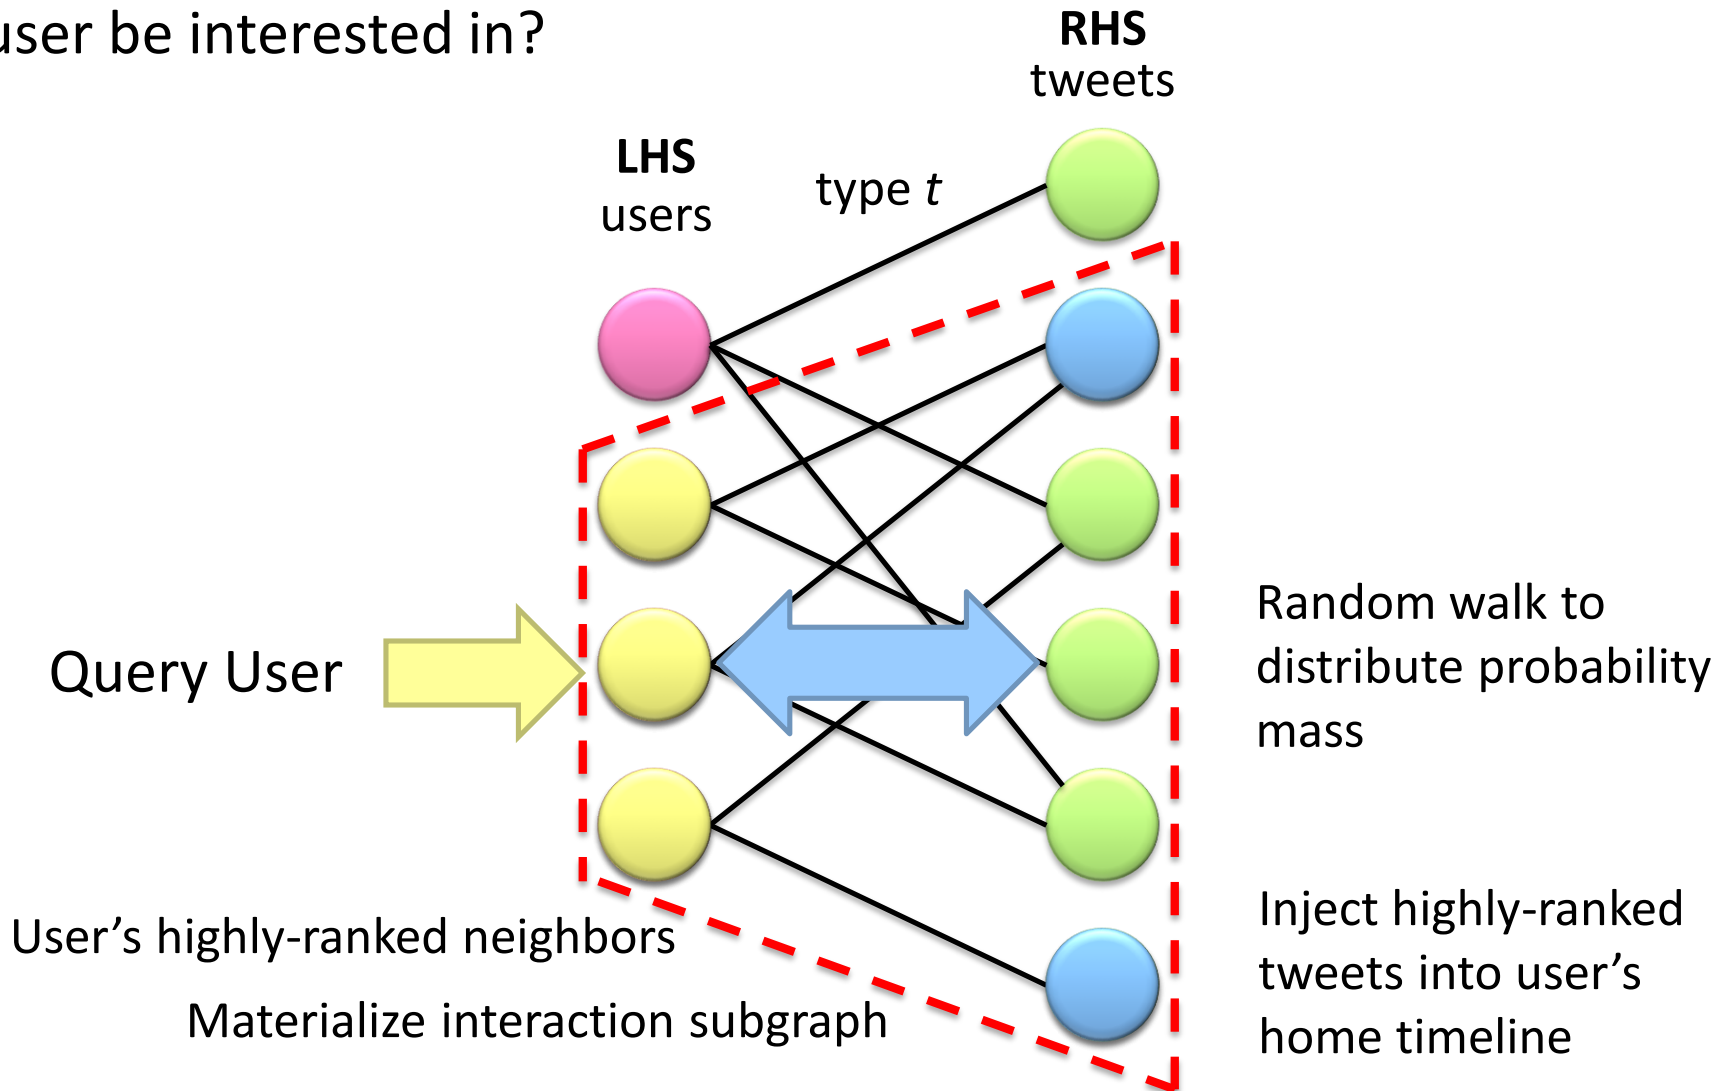 user be interested in?
RHS
tweets
LHS
users
type t
Query User
Random walk to
distribute probability
mass
User’s highly-ranked neighbors
Materialize interaction subgraph
Inject highly-ranked
tweets into user’s
home timeline